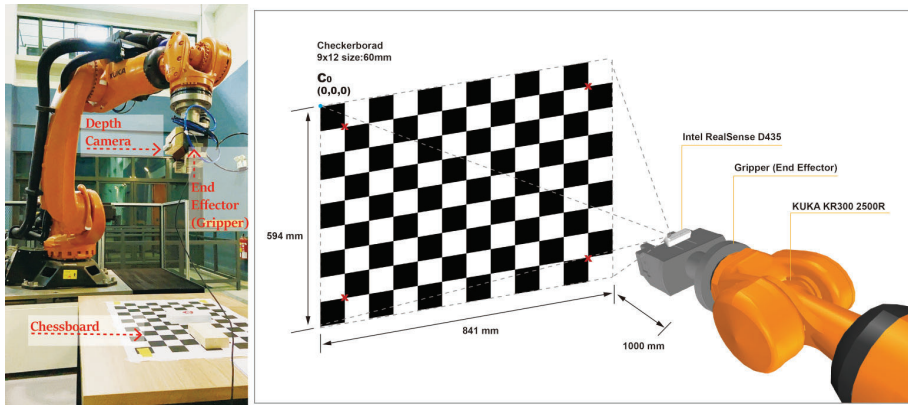 KUKA
Depth
Camera
End
Effector
(Gripper)
Chessboard
Checkerborad
9x12 size:60mm
C₀
(0,0,0)
594 mm
841 mm
1000 mm
Intel RealSense D435
Gripper (End Effector)
KUKA KR300 2500R